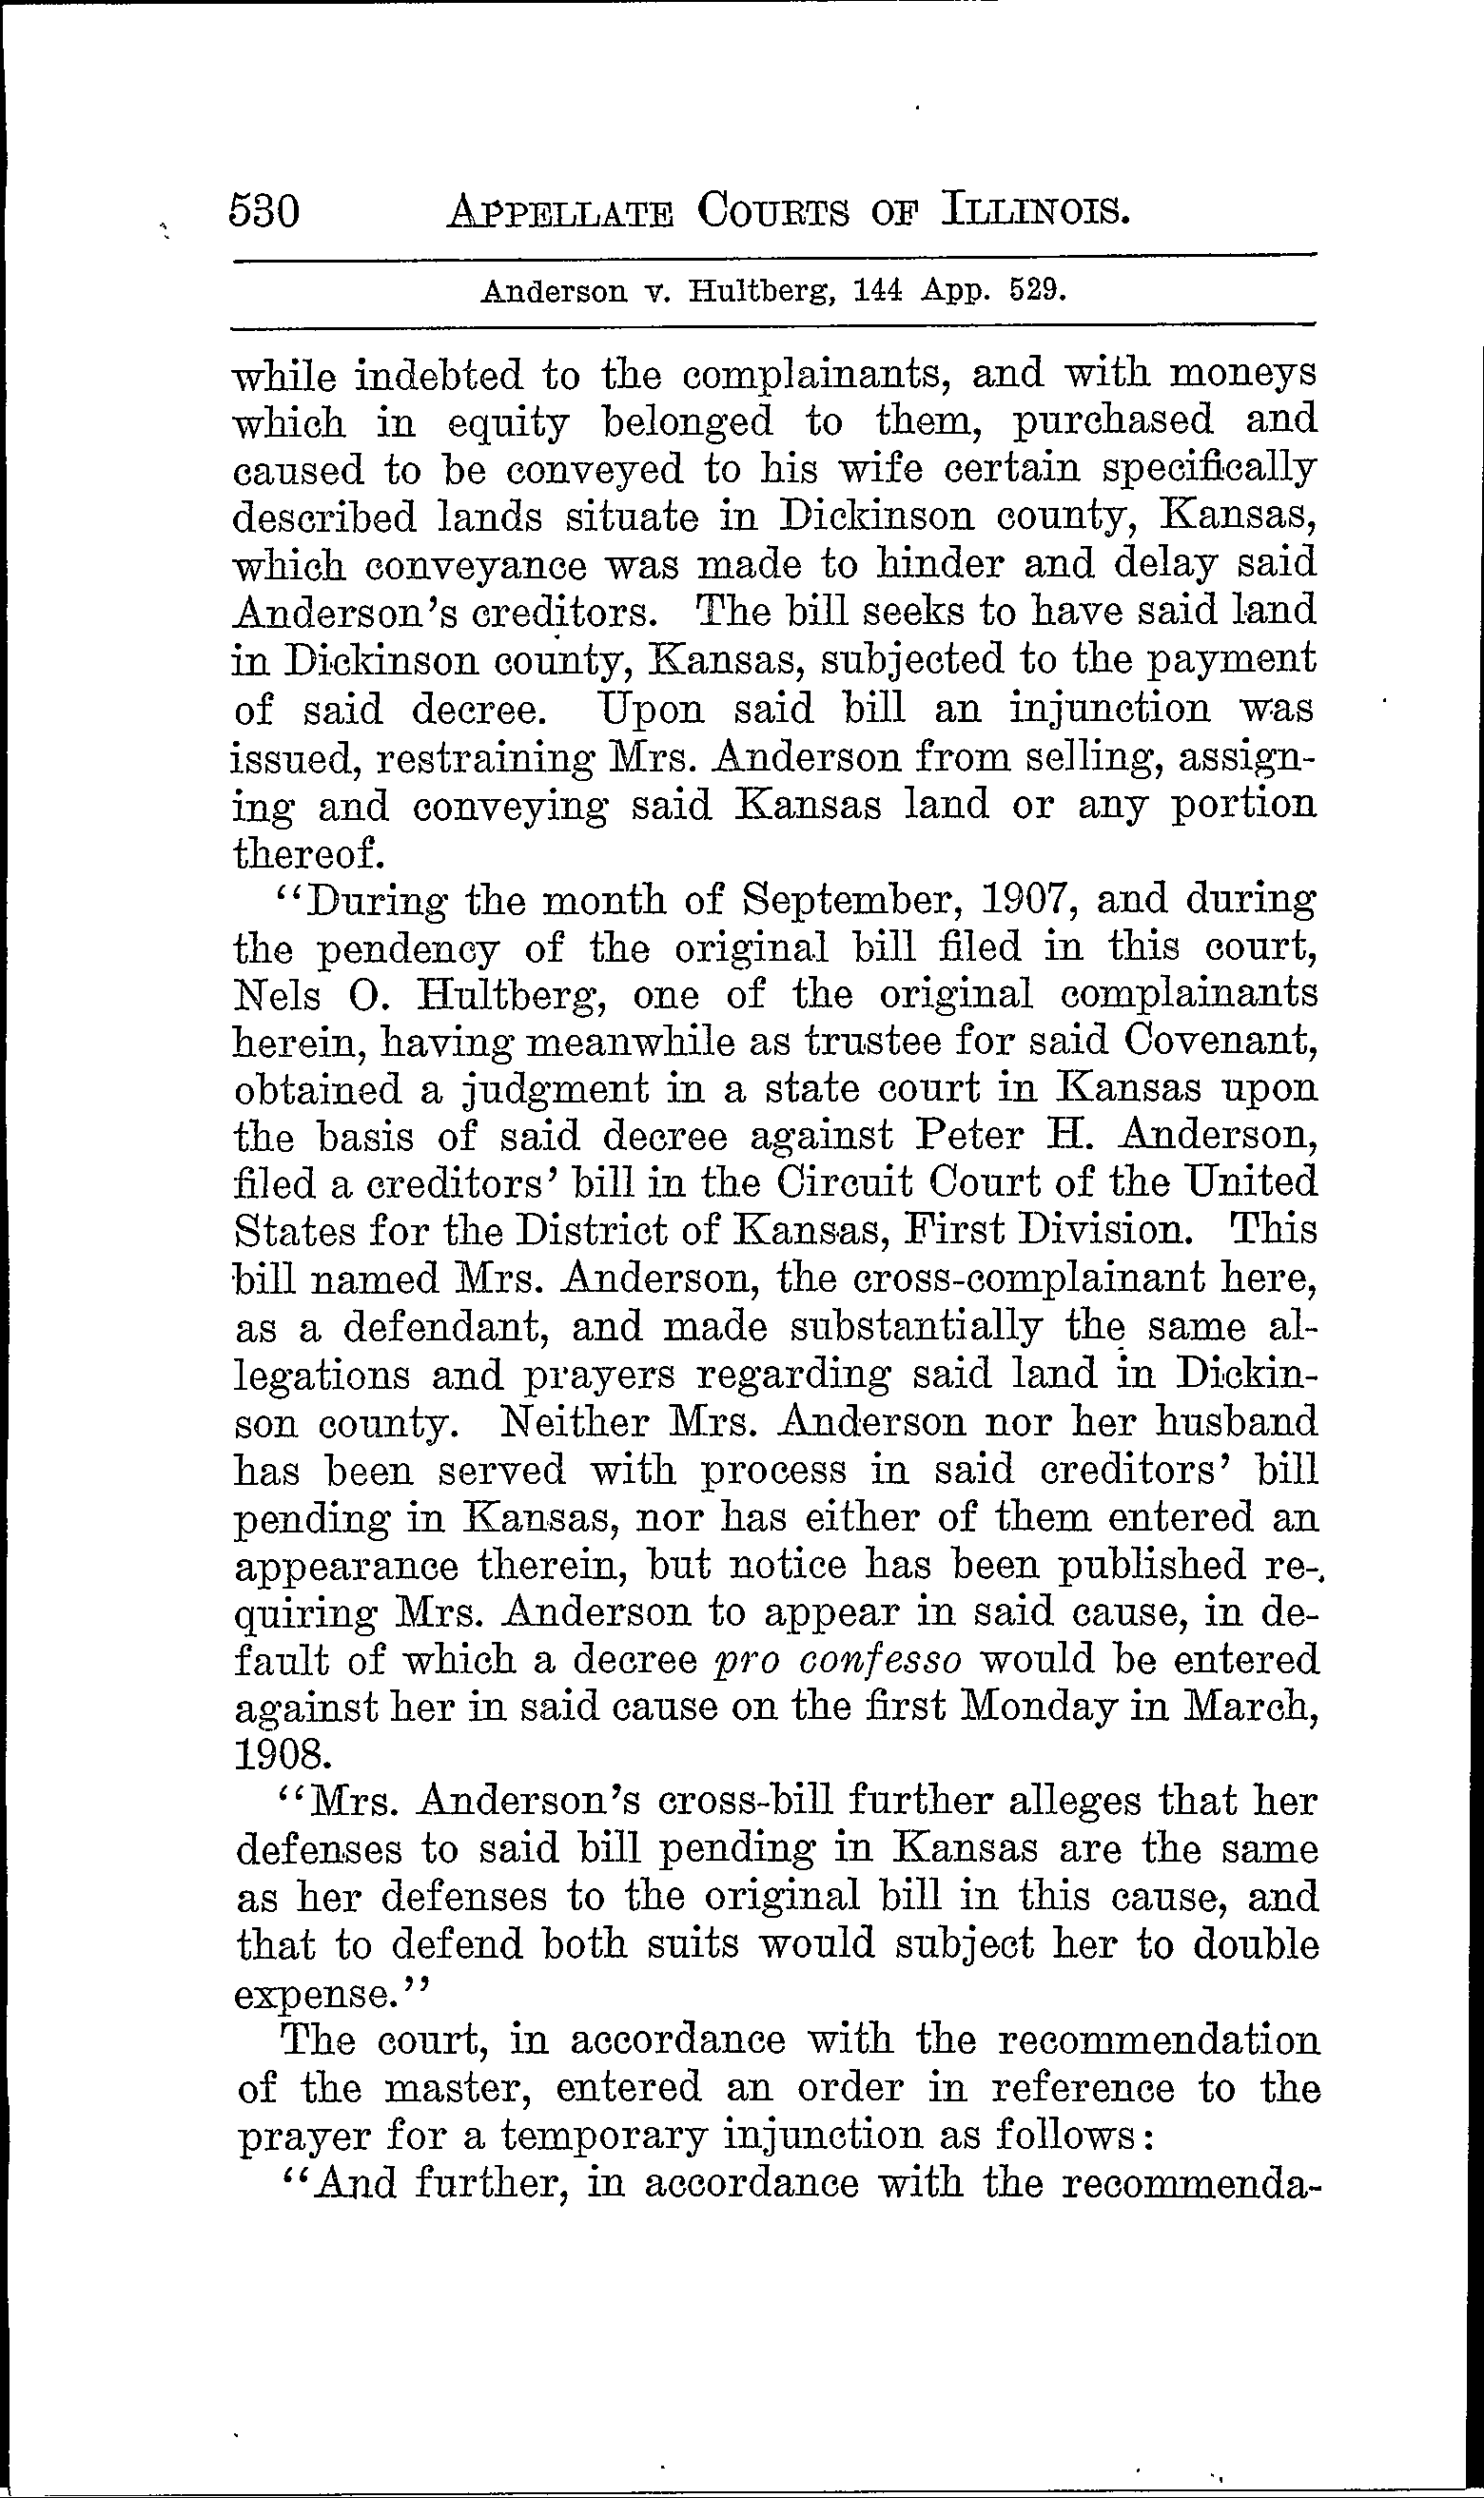 530 APPELLATE COURTS OF ILLINOIS.
Anderson v. Hultberg, 144 App. 529.
while indebted to the complainants, and with moneys
which in equity belonged to them, purchased and
caused to be conveyed to his wife certain specifically
described lands situate in Dickinson county, Kansas,
which conveyance was made to hinder and delay said
Anderson's creditors. The bill seeks to have said land
in Dickinson county, Kansas, subjected to the payment
of said decree. Upon said bill an injunction was
issued, restraining Mrs. Anderson from selling, assign-
ing and conveying said Kansas land or any portion
thereof.
"During the month of September, 1907, and during
the pendency of the original bill filed in this court,
Nels O. Hultberg, one of the original complainants
herein, having meanwhile as trustee for said Covenant,
obtained a judgment in a state court in Kansas upon
the basis of said decree against Peter H. Anderson,
filed a creditors' bill in the Circuit Court of the United
States for the District of Kansas, First Division. This
bill named Mrs. Anderson, the cross-complainant here,
as a defendant, and made substantially the same al-
legations and prayers regarding said land in Dickin-
son county. Neither Mrs. Anderson nor her husband
has been served with process in said creditors' bill
pending in Kansas, nor has either of them entered an
appearance therein, but notice has been published re-
quiring Mrs. Anderson to appear in said cause, in de-
fault of which a decree pro confesso would be entered
against her in said cause on the first Monday in March,
1908.
"Mrs. Anderson's cross-bill further alleges that her
defenses to said bill pending in Kansas are the same
as her defenses to the original bill in this cause, and
that to defend both suits would subject her to double
expense."
The court, in accordance with the recommendation
of the master, entered an order in reference to the
prayer for a temporary injunction as follows:
"And further, in accordance with the recommenda-